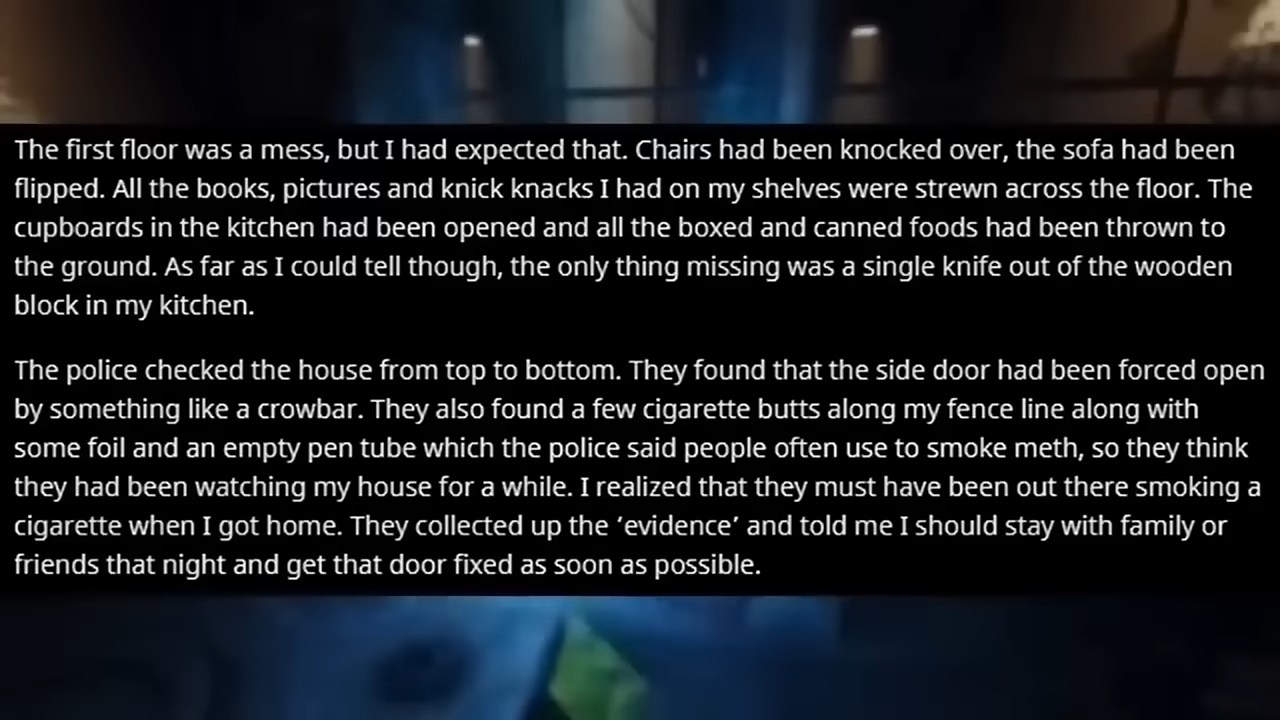 The first floor was a mess, but I had expected that. Chairs had been knocked over, the sofa had been
flipped. All the books, pictures and knick knacks I had on my shelves were strewn across the floor. The
cupboards in the kitchen had been opened and all the boxed and canned foods had been thrown to
the ground. As far as I could tell though, the only thing missing was a single knife out of the wooden
block in my kitchen.
The police checked the house from top to bottom. They found that the side door had been forced open
by something like a crowbar. They also found a few cigarette butts along my fence line along with
some foil and an empty pen tube which the police said people often use to smoke meth, so they think
they had been watching my house for a while. I realized that they must have been out there smoking a
cigarette when I got home. They collected up the ‘evidence’ and told me I should stay with family or
friends that night and get that door fixed as soon as possible.